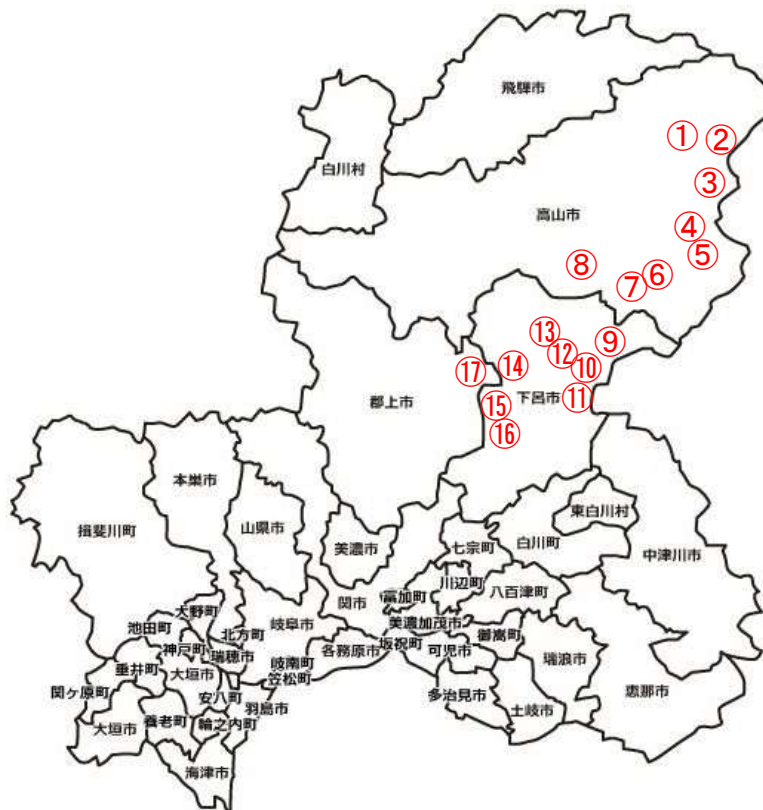 飛騨市
①
②
白川村
③
高山市
④
⑤
⑧
⑥
⑦
⑬
⑨
⑫
⑰
⑭
⑩
郡上市
⑮
下呂市
⑪
⑯
本巣市
揖斐川町
山県市
美濃市
七宗町
白川町
東白川村
中津川市
川辺町
八百津町
富加町
関市
大野町
池田町
北方町
岐阜市
美濃加茂市
御嵩町
坂祝町
神戸町
瑞穂市
各務原市
可児市
垂井町
大垣市
岐南町
笠松町
瑞浪市
関ケ原町
安八町
羽島市
多治見市
恵那市
大垣市
養老町
輪之内町
土岐市
海津市